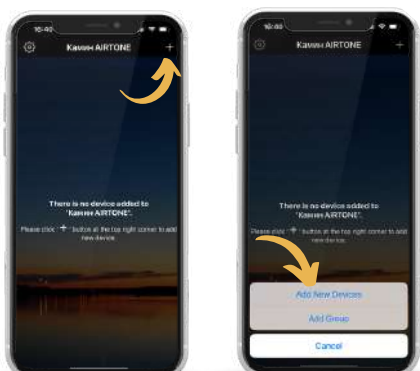 16:40
Камин AIRTONE
There is no device added to
"Камин AIRTONE".
Please click " + " button at the top right corner to add
new device.
16:40
Камин AIRTONE
There is no device added to
"Камин AIRTONE".
Please click " + " button at the top right corner to add
new device.
Add New Devices
Add Group
Cancel